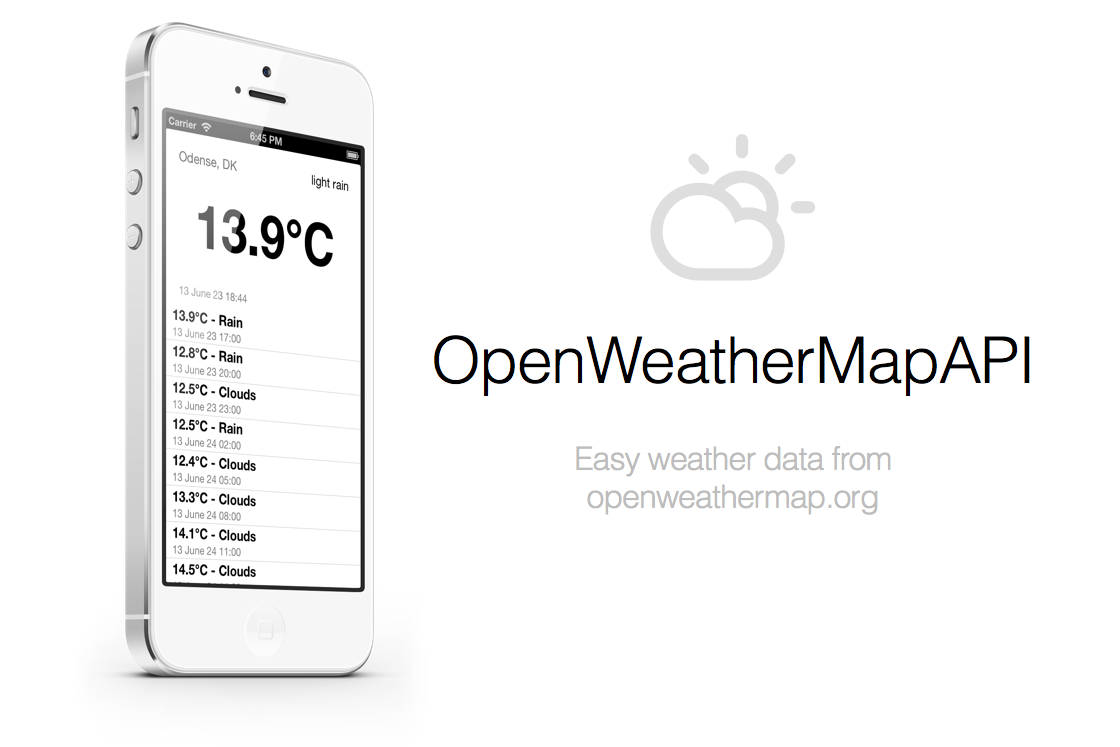 Carrier 6:45 PM
Odense, DK
light rain
13.9°C
13 June 23 18:44
13.9°C - Rain
13 June 23 17:00
12.8°C - Rain
13 June 23 20:00
12.5°C - Clouds
13 June 23 23:00
12.5°C - Rain
13 June 24 02:00
12.4°C - Clouds
13 June 24 05:00
13.3°C - Clouds
13 June 24 08:00
14.1°C - Clouds
13 June 24 11:00
14.5°C - Clouds
OpenWeatherMapAPI
Easy weather data from
openweathermap.org